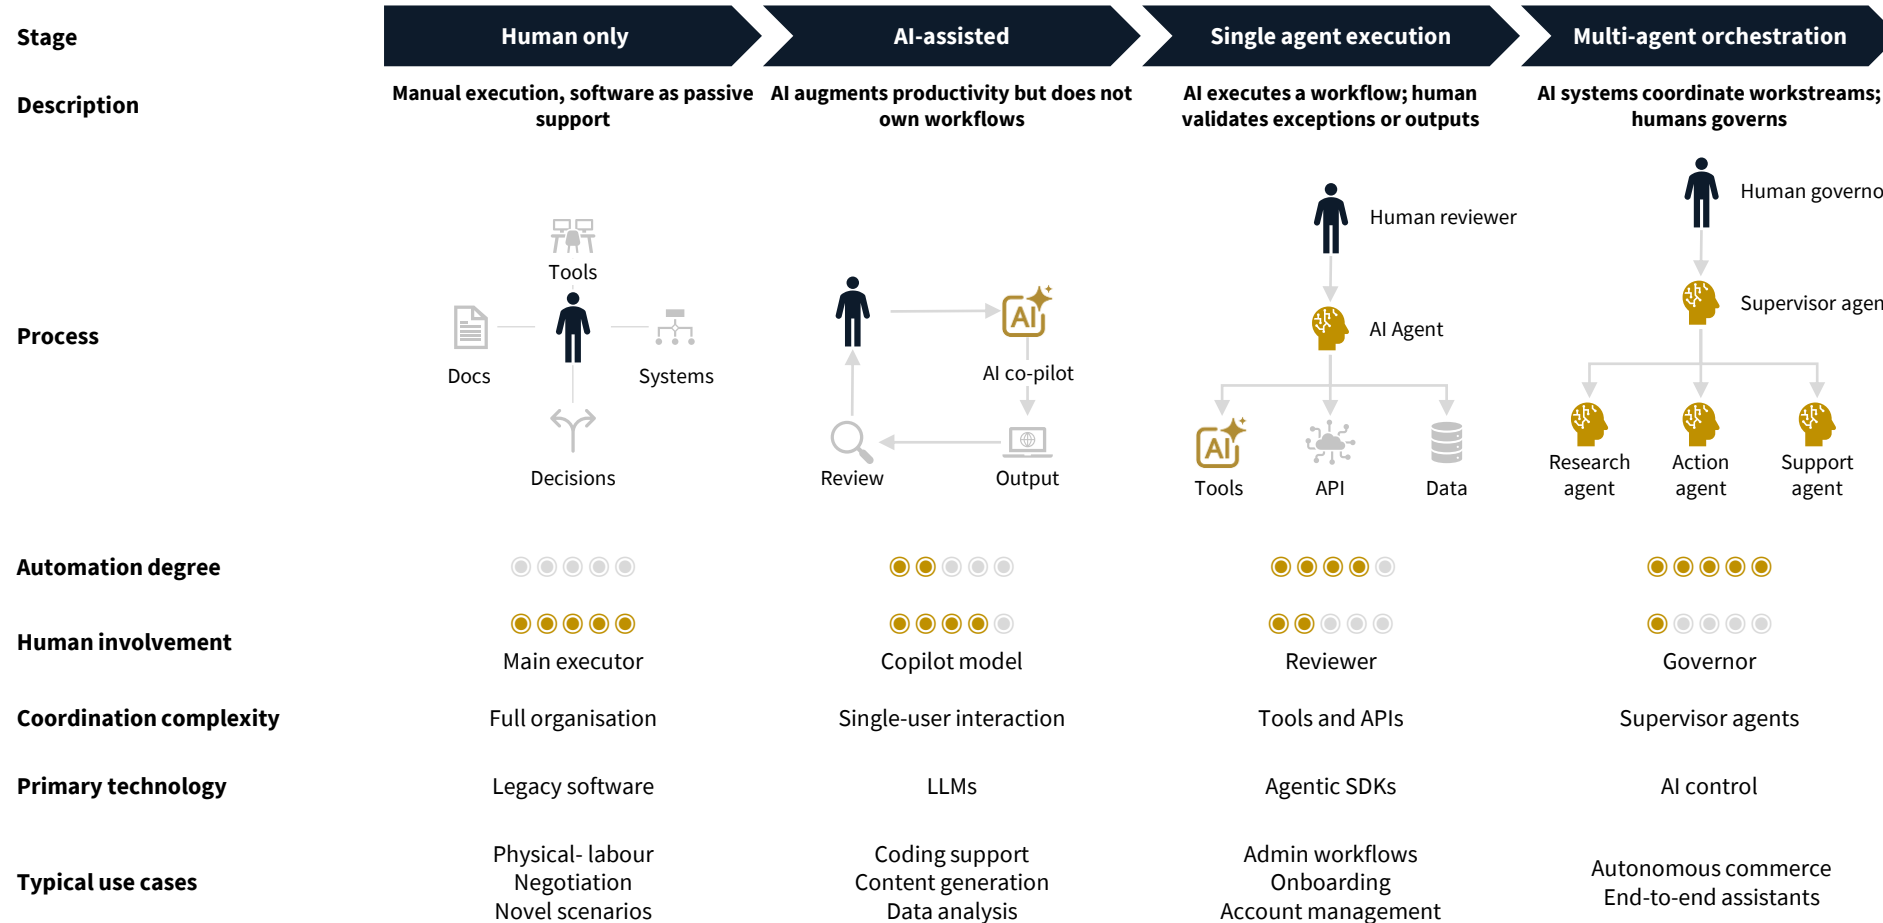 Stage
Human only
AI-assisted
Single agent execution
Multi-agent orchestration
Description
Manual execution, software as passive
support
AI augments productivity but does not
own workflows
AI executes a workflow; human
validates exceptions or outputs
AI systems coordinate workstreams;
humans governs
Process
Tools
Docs
Systems
Decisions
AI
AI co-pilot
Review
Output
Human reviewer
AI Agent
AI
Tools
API
Data
Human governo
Supervisor agen
Research
agent
Action
agent
Support
agent
Automation degree
Human involvement
Main executor
Copilot model
Reviewer
Governor
Coordination complexity
Full organisation
Single-user interaction
Tools and APIs
Supervisor agents
Primary technology
Legacy software
LLMs
Agentic SDKs
AI control
Typical use cases
Physical- labour
Negotiation
Novel scenarios
Coding support
Content generation
Data analysis
Admin workflows
Onboarding
Account management
Autonomous commerce
End-to-end assistants